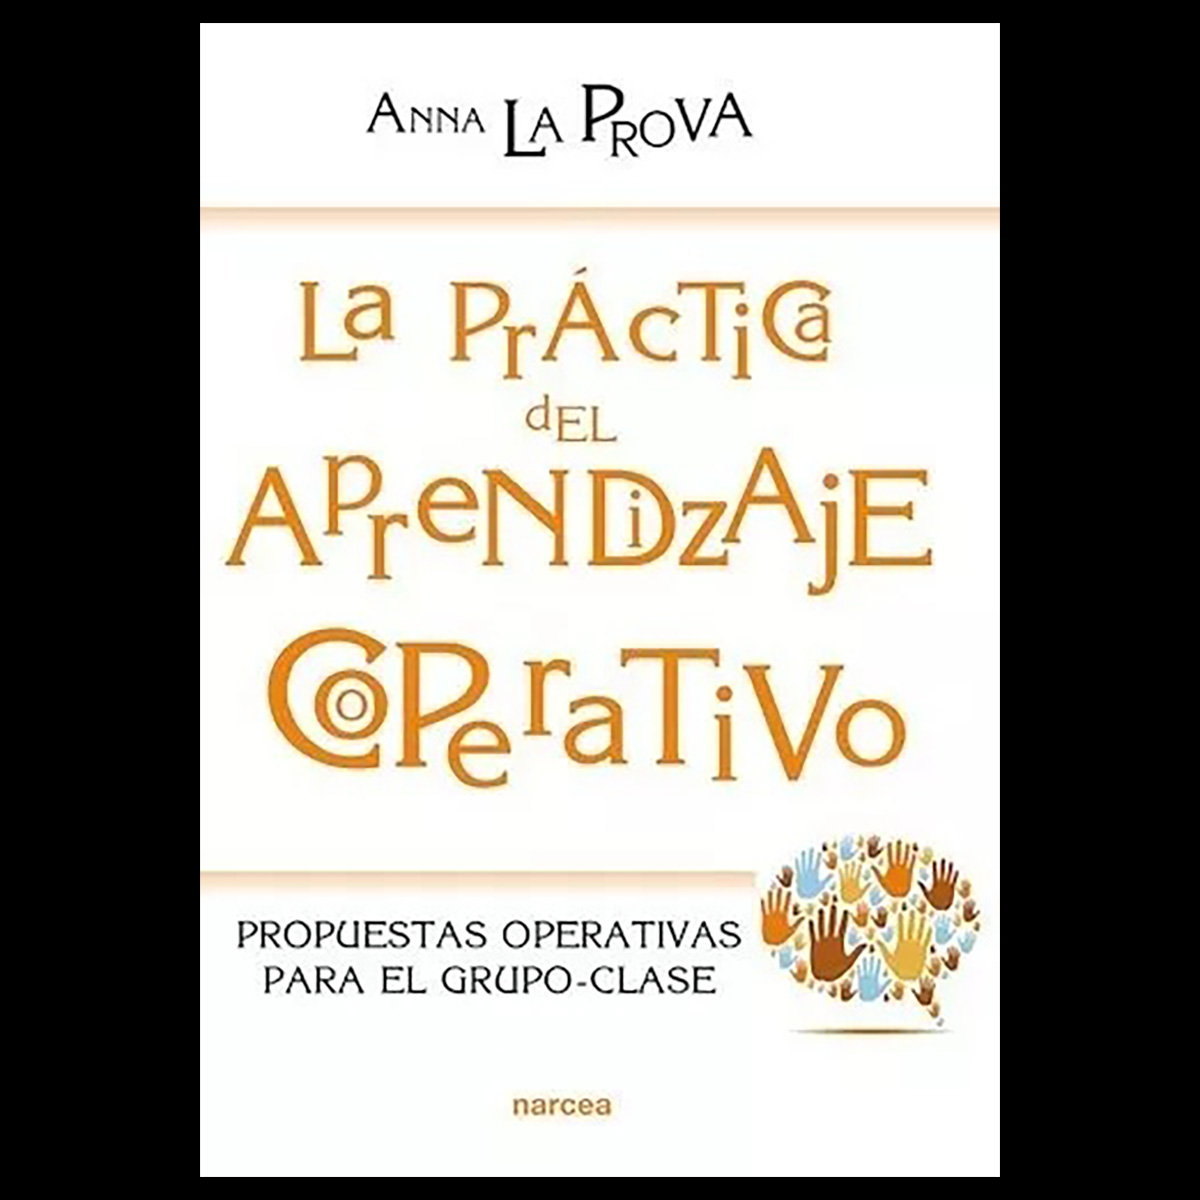 ANNA LA PROVA
La PrÁcTiCa
dEL
ApreNDizAjE
CooPeraTiVo
PROPUESTAS OPERATIVAS
PARA EL GRUPO-CLASE
narcea